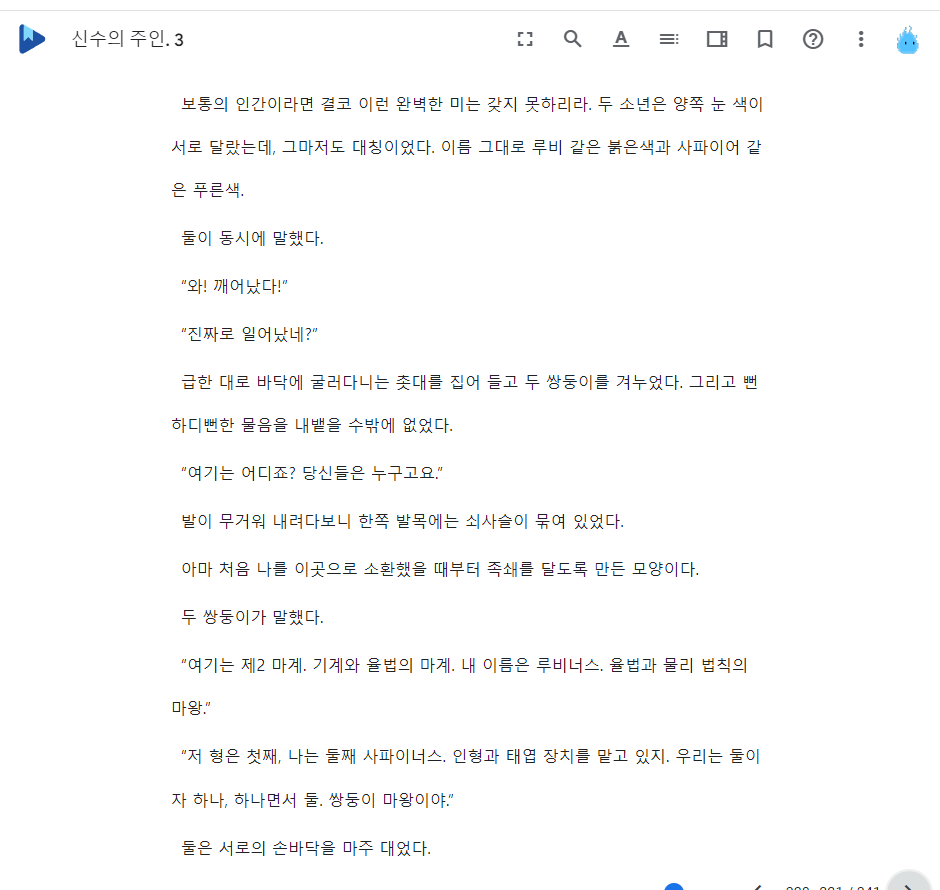 신수의 주인. 3
보통의 인간이라면 결코 이런 완벽한 미는 갖지 못하리라. 두 소년은 양쪽 눈 색이
서로 달랐는데, 그마저도 대칭이었다. 이름 그대로 루비 같은 붉은색과 사파이어 같
은 푸른색.
둘이 동시에 말했다.
“와! 깨어났다!”
“진짜로 일어났네?”
급한 대로 바닥에 굴러다니는 촛대를 집어 들고 두 쌍둥이를 겨누었다. 그리고 뻔
하디뻔한 물음을 내뱉을 수밖에 없었다.
“여기는 어디죠? 당신들은 누구고요.”
발이 무거워 내려다보니 한쪽 발목에는 쇠사슬이 묶여 있었다.
아마 처음 나를 이곳으로 소환했을 때부터 족쇄를 달도록 만든 모양이다.
두 쌍둥이가 말했다.
“여기는 제2 마계. 기계와 율법의 마계. 내 이름은 루비너스. 율법과 물리 법칙의
마왕.”
“저 형은 첫째, 나는 둘째 사파이너스. 인형과 태엽 장치를 맡고 있지. 우리는 둘이
자 하나, 하나면서 둘. 쌍둥이 마왕이야.”
둘은 서로의 손바닥을 마주 대었다.